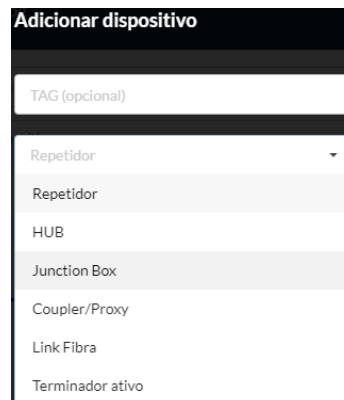 Adicionar dispositivo
TAG (opcional)
Repetidor
Repetidor
HUB
Junction Box
Coupler/Proxy
Link Fibra
Terminador ativo